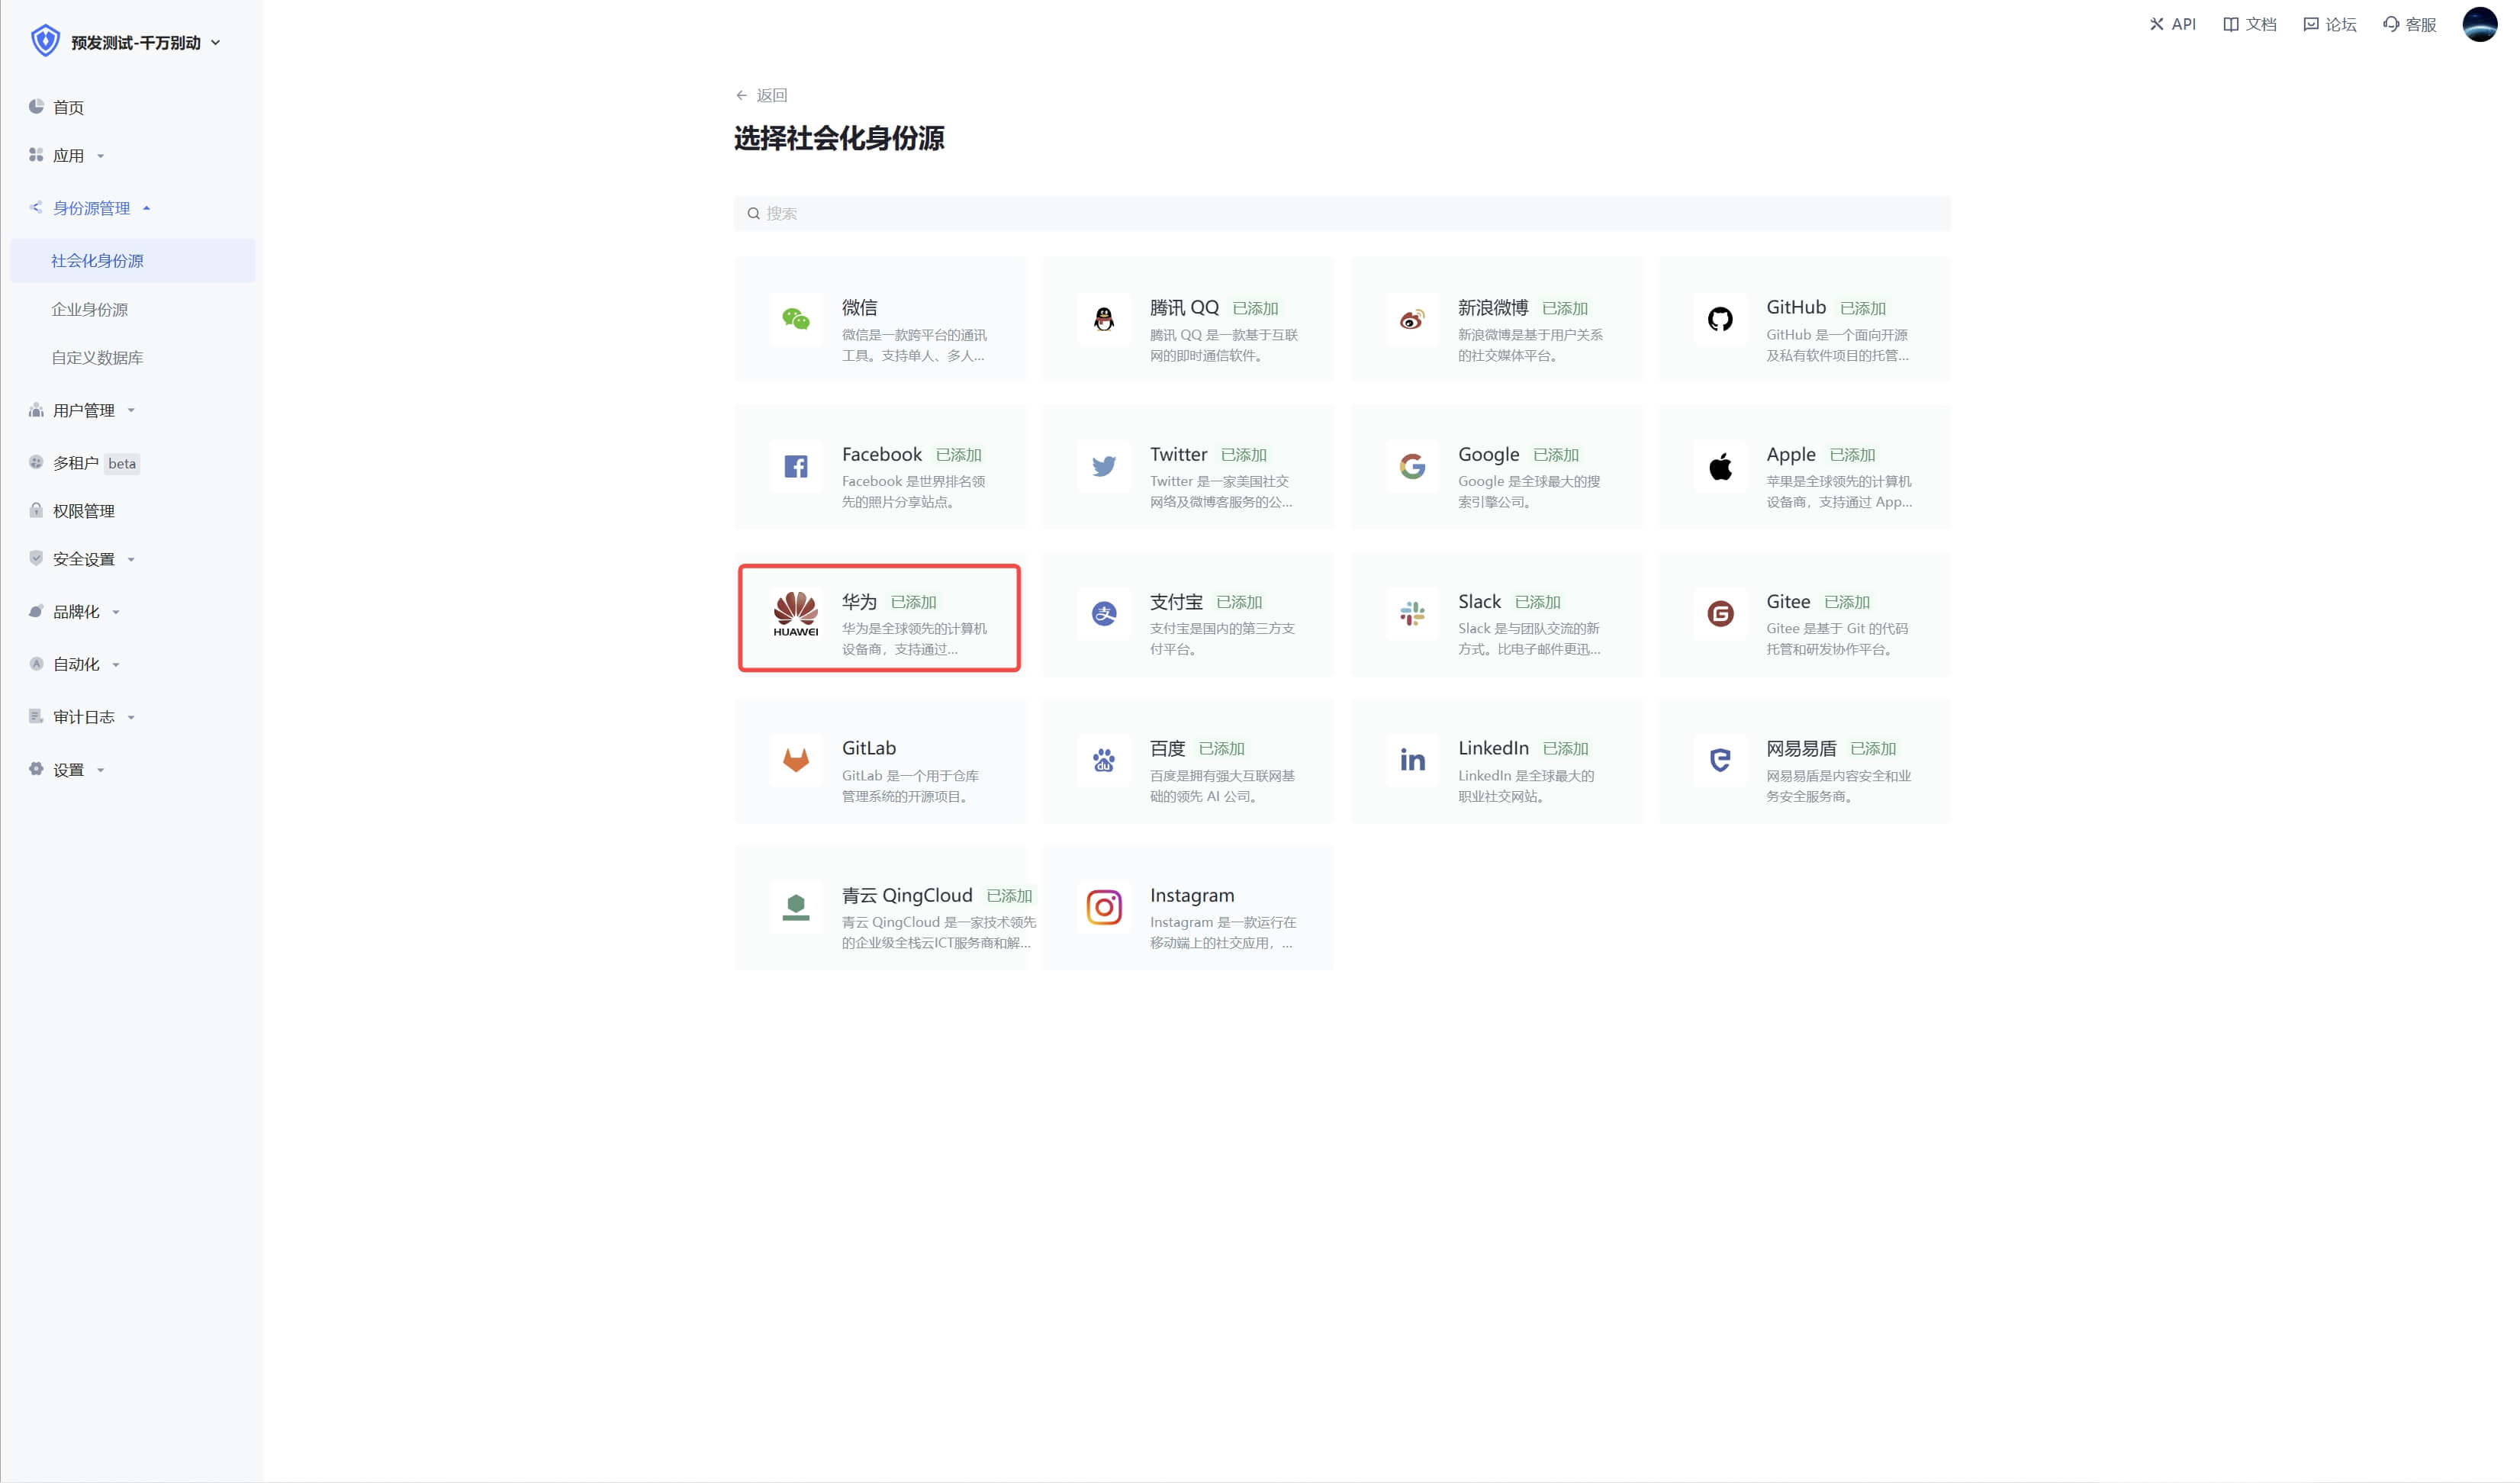 预发测试-千万别动
API
文档
论坛
客服
首页
应用
身份源管理
社会化身份源
企业身份源
自定义数据库
用户管理
多租户 beta
权限管理
安全设置
品牌化
自动化
审计日志
设置
返回
选择社会化身份源
搜索
微信
微信是一款跨平台的通讯
工具。支持单人、多人...
腾讯 QQ 已添加
腾讯 QQ 是一款基于互联
网的即时通信软件。
新浪微博 已添加
新浪微博是基于用户关系
的社交媒体平台。
GitHub 已添加
GitHub 是一个面向开源
及私有软件项目的托管...
Facebook 已添加
Facebook 是世界排名领
先的照片分享站点。
Twitter 已添加
Twitter 是一家美国社交
网络及微博客服务的公...
Google 已添加
Google 是全球最大的搜
索引擎公司。
Apple 已添加
苹果是全球领先的计算机
设备商，支持通过 App...
HUAWEI
华为 已添加
华为是全球领先的计算机
设备商，支持通过...
支
支付宝 已添加
支付宝是国内的第三方支
付平台。
Slack 已添加
Slack 是与团队交流的新
方式。比电子邮件更迅...
Gitee 已添加
Gitee 是基于 Git 的代码
托管和研发协作平台。
GitLab
GitLab 是一个用于仓库
管理系统的开源项目。
du
百度 已添加
百度是拥有强大互联网基
础的领先 AI 公司。
in
LinkedIn 已添加
LinkedIn 是全球最大的
职业社交网站。
网易易盾 已添加
网易易盾是内容安全和业
务安全服务商。
青云 QingCloud 已添加
青云 QingCloud 是一家技术领先
的企业级全栈云ICT服务商和解...
Instagram
Instagram 是一款运行在
移动端上的社交应用，...